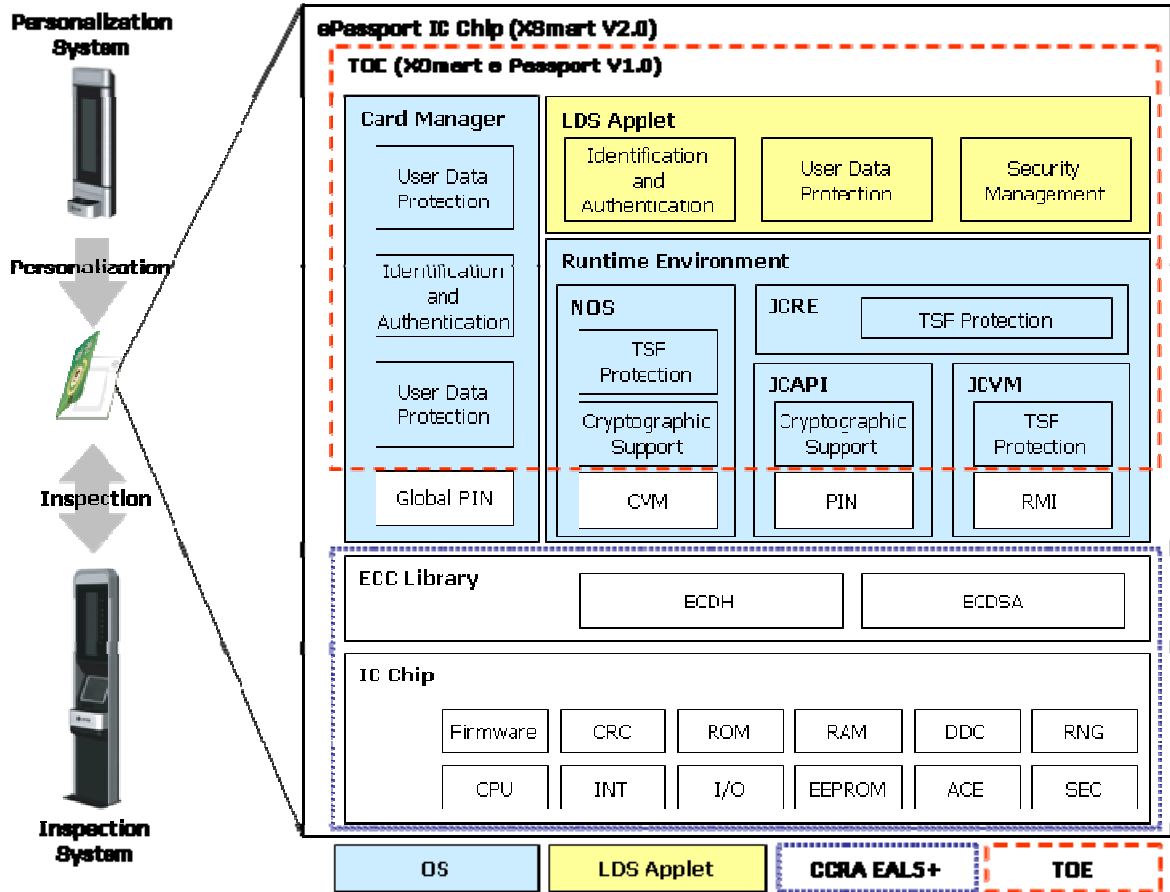 Personalization
System
Personalization
Inspection
Inspection
System
ePassport IC Chip (XSmart V2.0)
TOE (XSmart e Passport V1.0)
Card Manager
User Data
Protection
Identification
and
Authentication
User Data
Protection
Global PIN
LDS Applet
Identification
and
Authentication
User Data
Protection
Security
Management
Runtime Environment
NOS
TSF
Protection
Cryptographic
Support
CVM
JCRE
TSF Protection
JCAPI
Cryptographic
Support
PIN
JCVM
TSF
Protection
RMI
ECC Library
ECDH
ECDSA
IC Chip
Firmware
CRC
ROM
RAM
DDC
RNG
CPU
INT
I/O
EEPROM
ACE
SEC
OS
LDS Applet
CCRA EAL5+
TOE